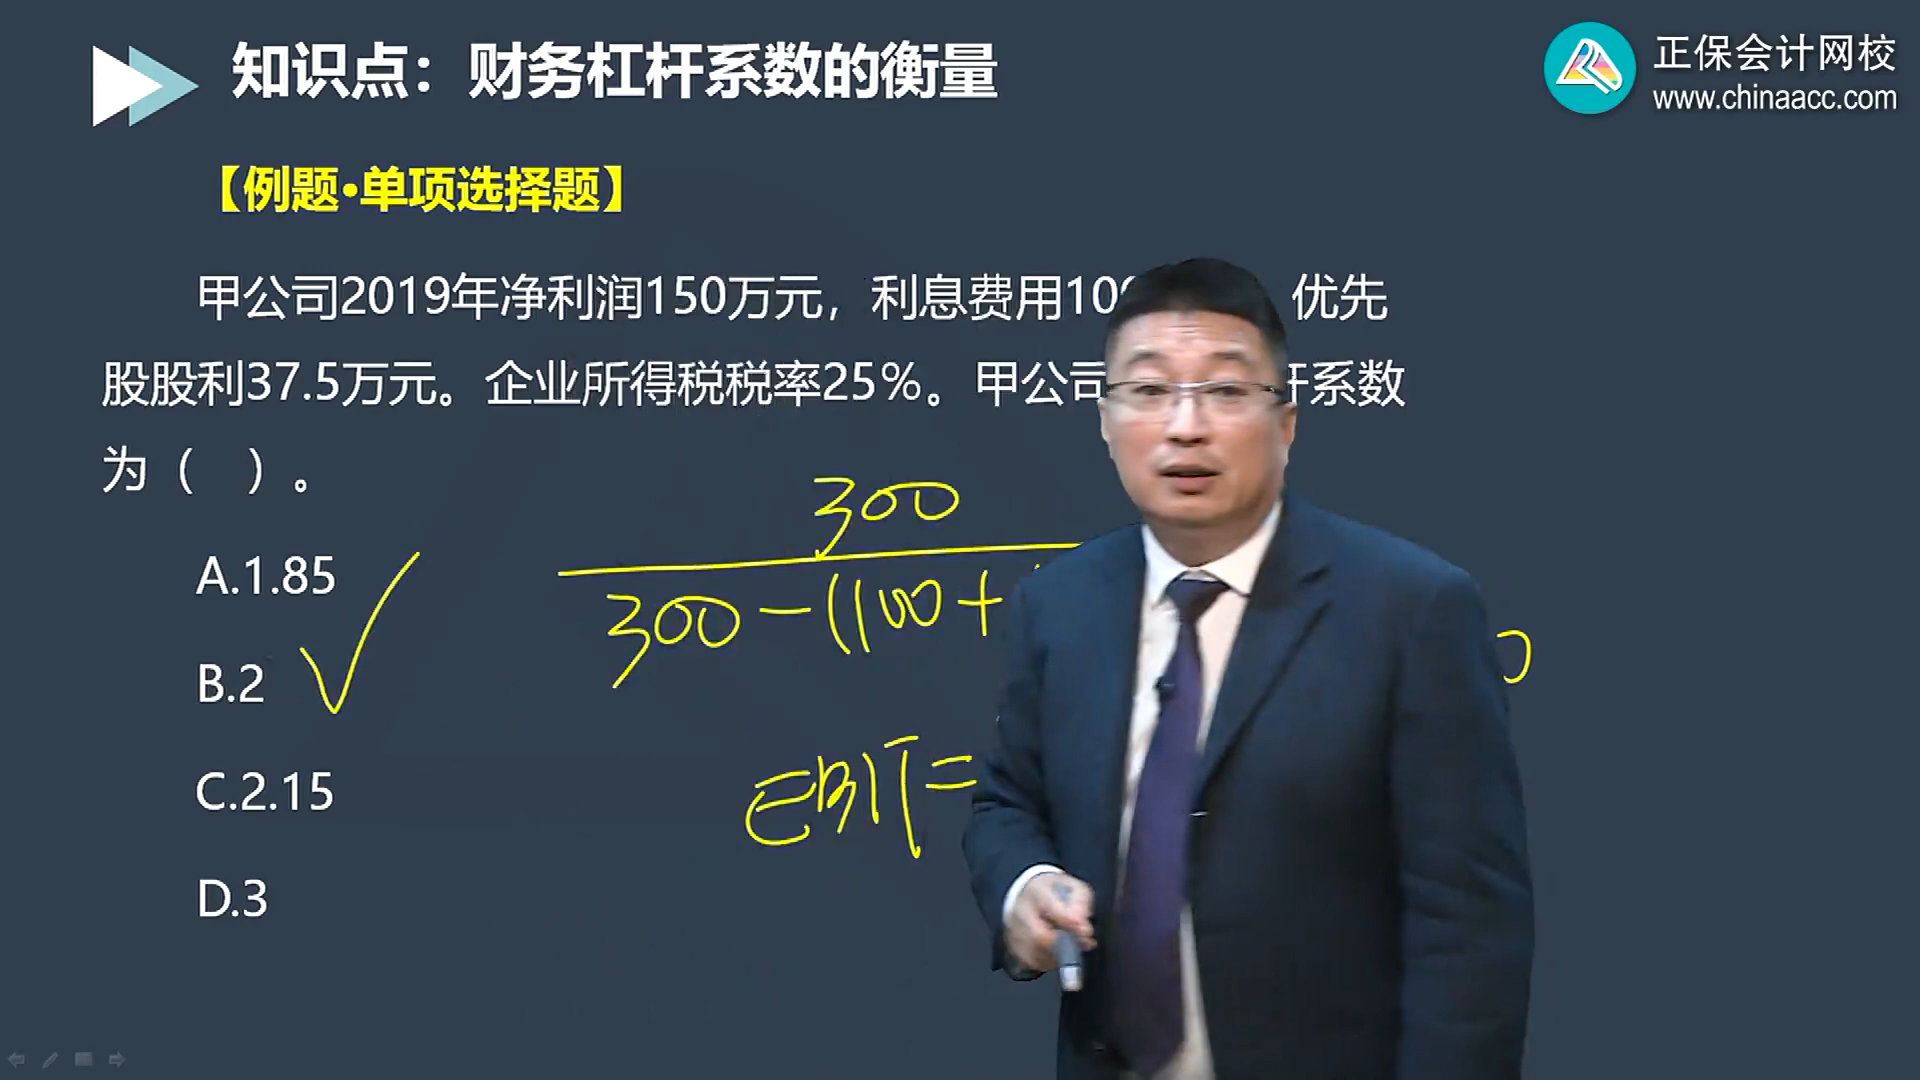 知识点：财务杠杆系数的衡量
正保会计网校
www.chinaacc.com
【例题•单项选择题】
甲公司2019年净利润150万元，利息费用10 优先
股股利37.5万元。企业所得税税率25%。甲公司 系数
为（ ）。
A.1.85
B.2
C.2.15
D.3
300
300-(100+
EBIT=